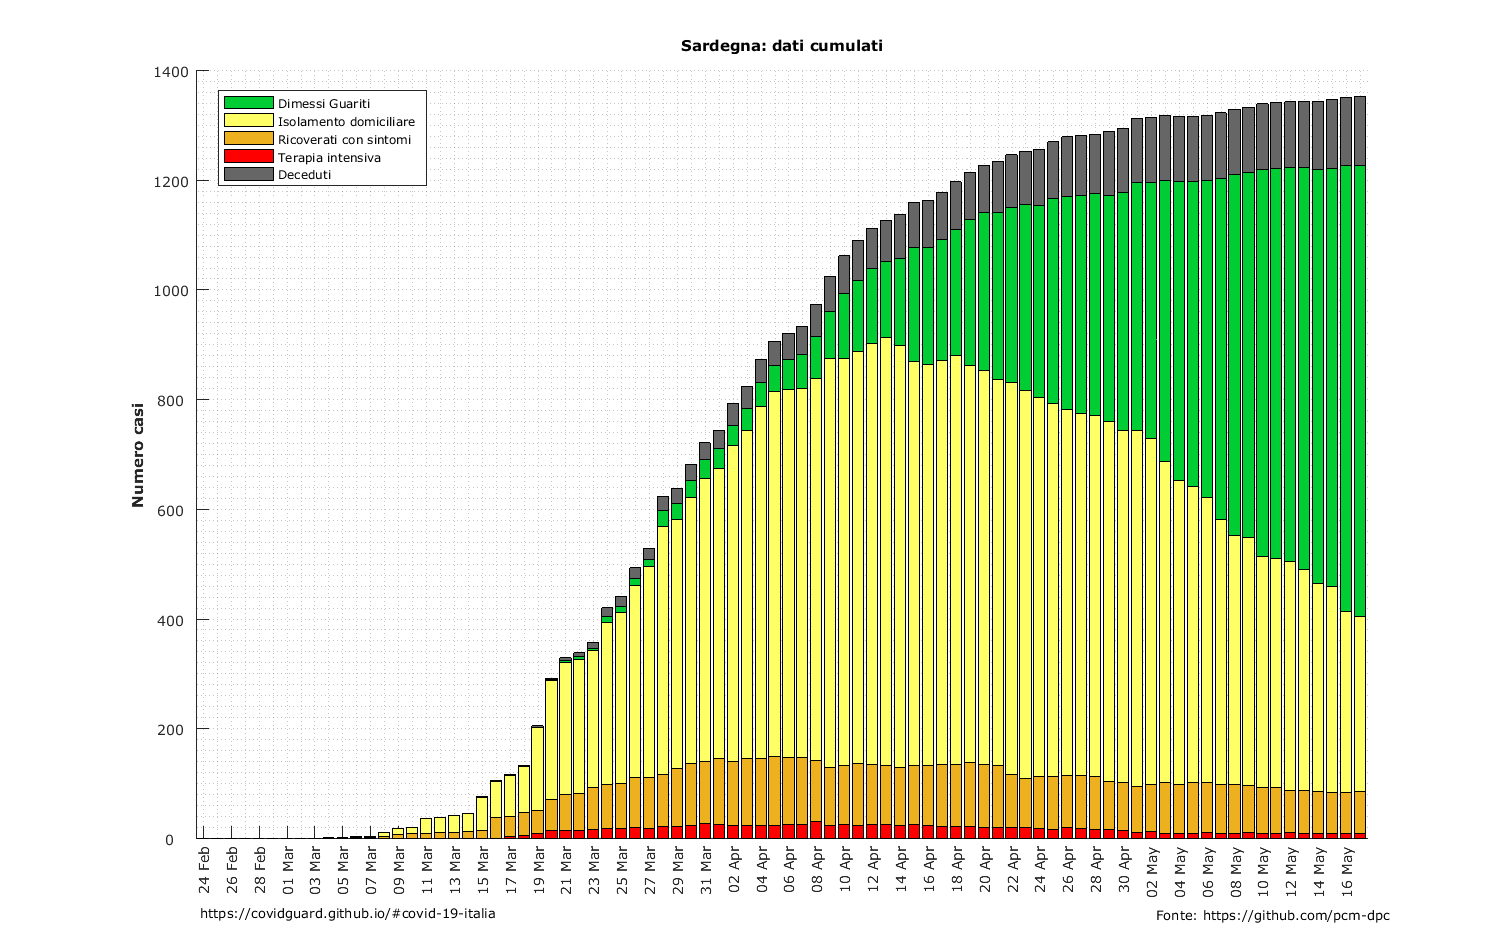 Sardegna: dati cumulati
1400
1200
1000
800
600
400
200
0
Numero casi
Dimessi Guariti
Isolamento domiciliare
Ricoverati con sintomi
Terapia intensiva
Deceduti
24 Feb
26 Feb
28 Feb
01 Mar
03 Mar
05 Mar
07 Mar
09 Mar
11 Mar
13 Mar
15 Mar
17 Mar
19 Mar
21 Mar
23 Mar
25 Mar
27 Mar
29 Mar
31 Mar
02 Apr
04 Apr
06 Apr
08 Apr
10 Apr
12 Apr
14 Apr
16 Apr
18 Apr
20 Apr
22 Apr
24 Apr
26 Apr
28 Apr
30 Apr
02 May
04 May
06 May
08 May
10 May
12 May
14 May
16 May
https://covidguard.github.io/#covid-19-italia
Fonte: https://github.com/pcm-dpc